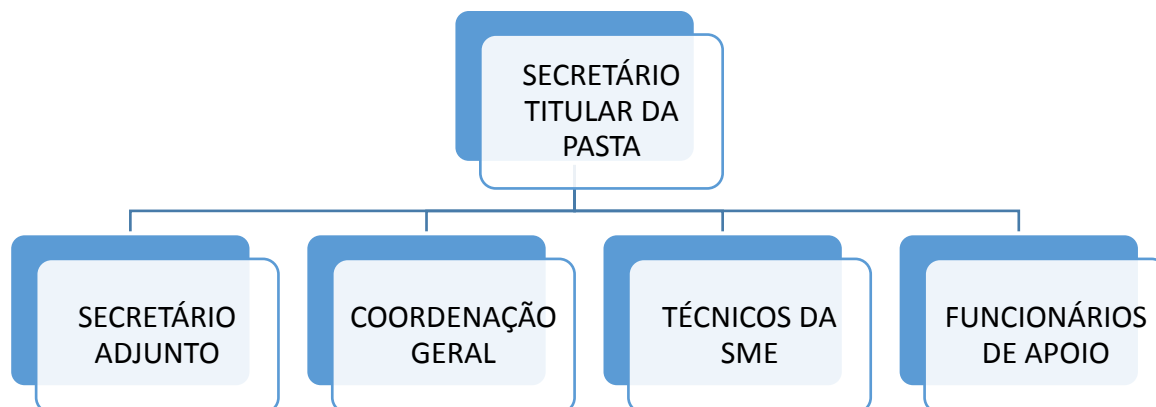 SECRETÁRIO
TITULAR DA
PASTA
SECRETÁRIO
ADJUNTO
COORDENAÇÃO
GERAL
TÉCNICOS DA
SME
FUNCIONÁRIOS
DE APOIO